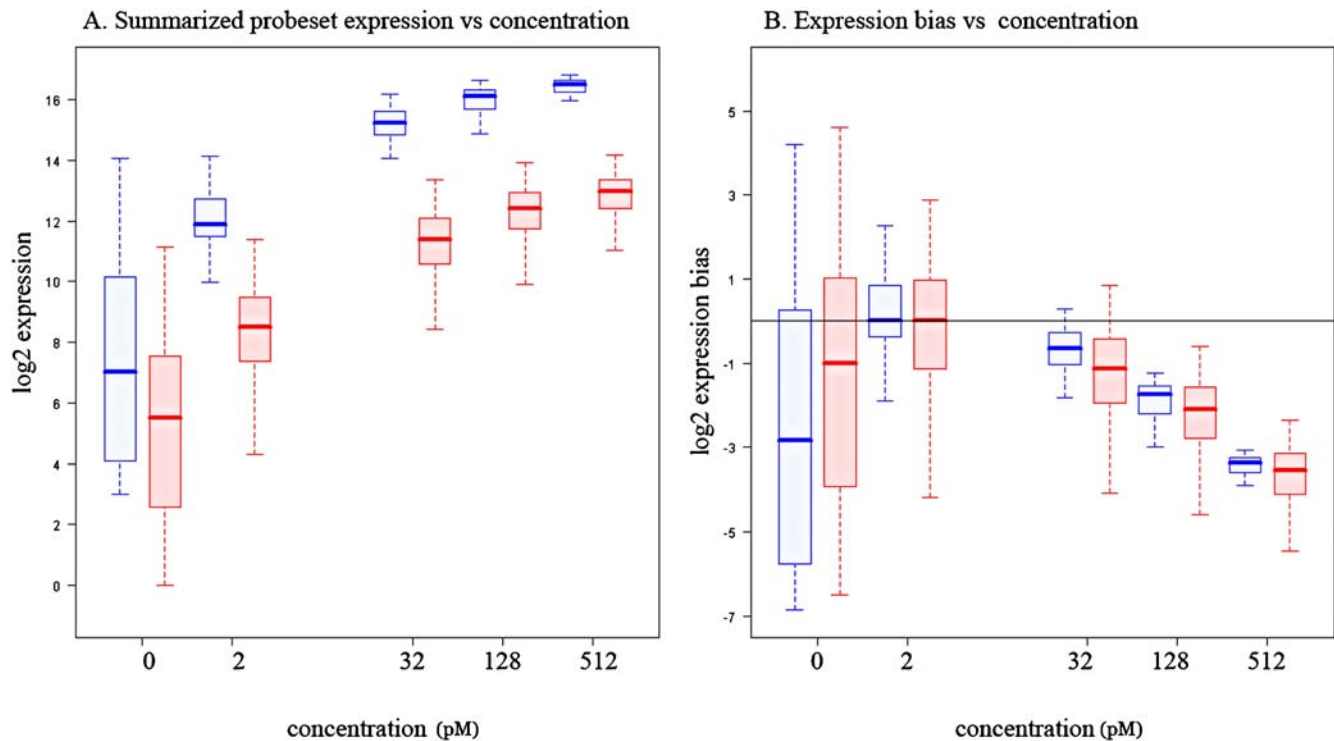 A. Summarized probeset expression vs concentration
log2 expression
16
14
12
10
8
6
4
2
0
0 2 32 128 512
concentration (pM)
B. Expression bias vs concentration
log2 expression bias
5
3
1
-1
-3
-5
-7
0 2 32 128 512
concentration (pM)